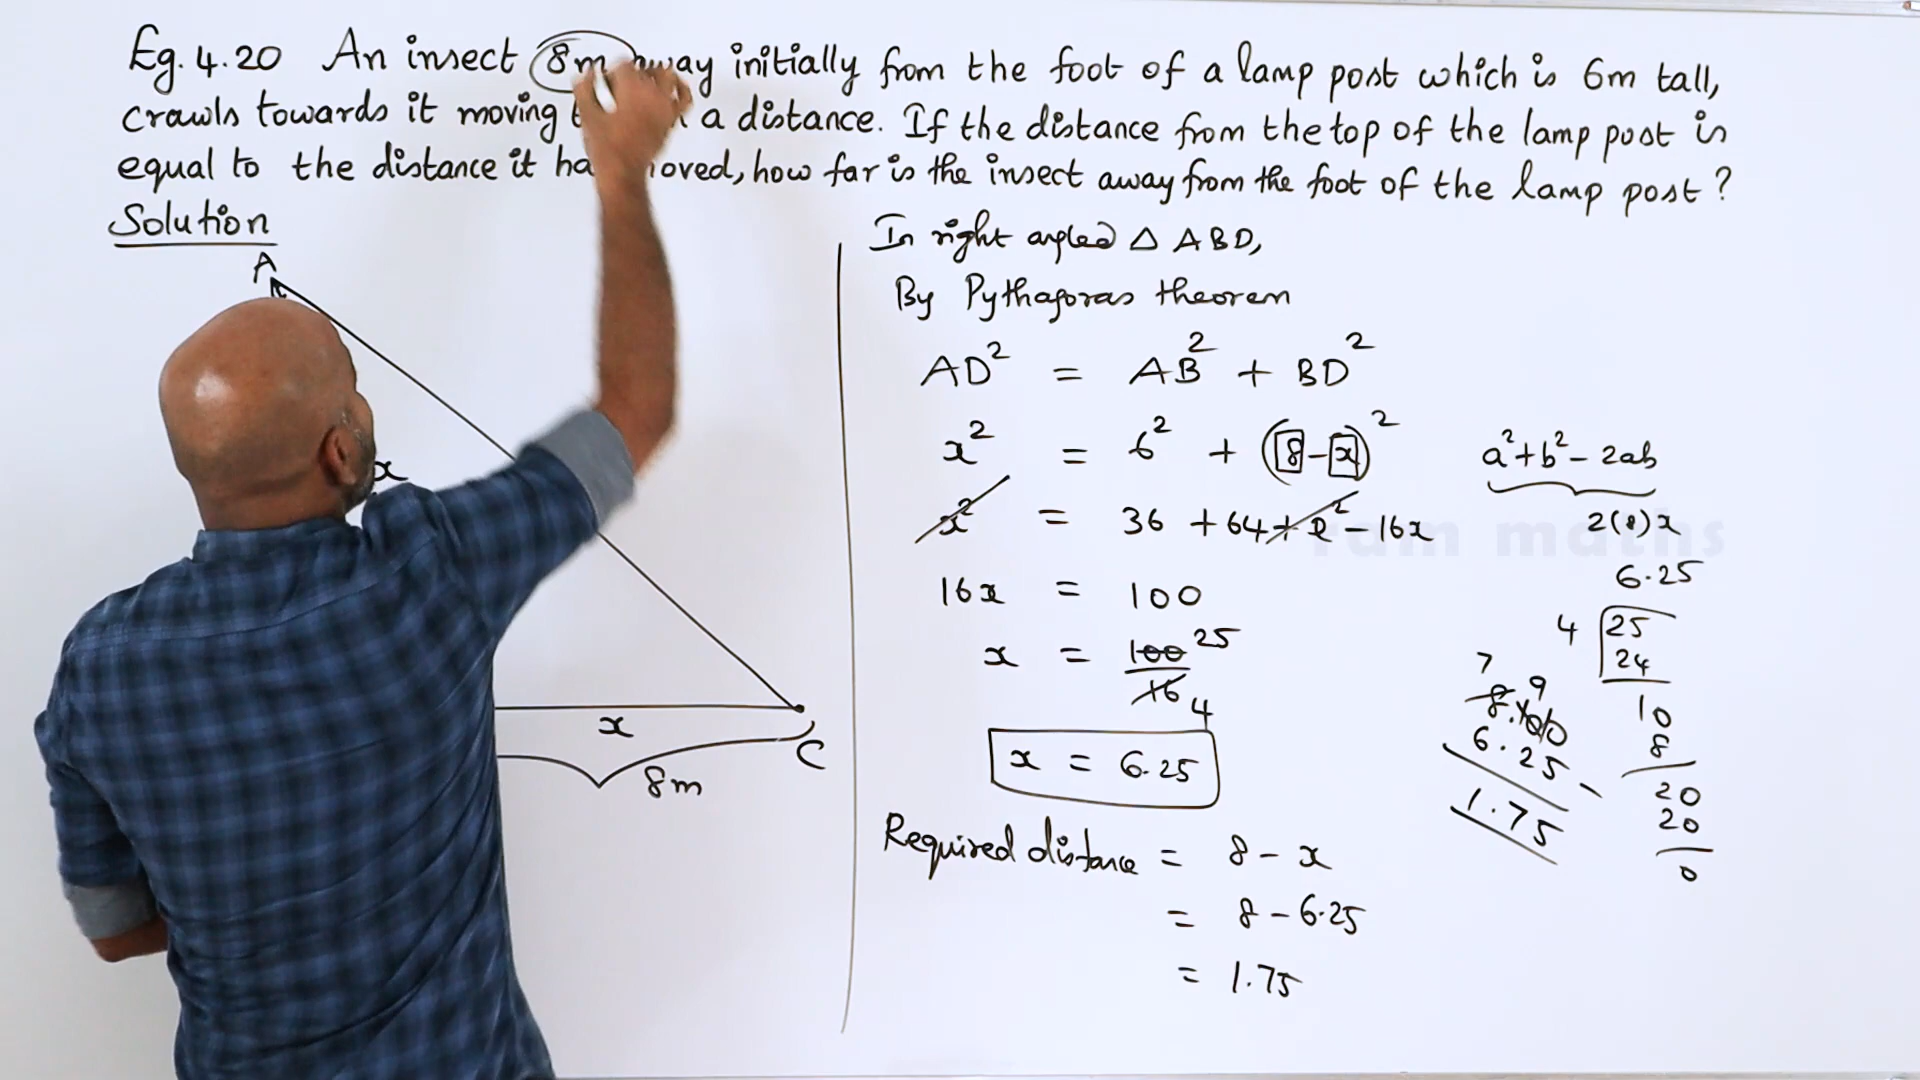 Eg. 4.20 An insect 8m away initially from the foot of a lamp post which is 6m tall,
crawls towards it moving a distance. If the distance from the top of the lamp post is
equal to the distance it moved, how far is the insect away from the foot of the lamp post?
Solution
A
x
x
C
8m
In right angled △ ABD,
By Pythagoras theorem
AD² = AB² + BD²
x² = 6² + (8-x)²
a²+b²-2ab
x² = 36 + 64 + x² - 16x
2(8)x
ram maths
16x = 100
x = 100 25
16 4
x = 6.25
Required distance = 8 - x
= 8 - 6.25
= 1.75
6.25
4 25
24
10
8
20
20
0
7 9
8.100
6.25 -
1.75